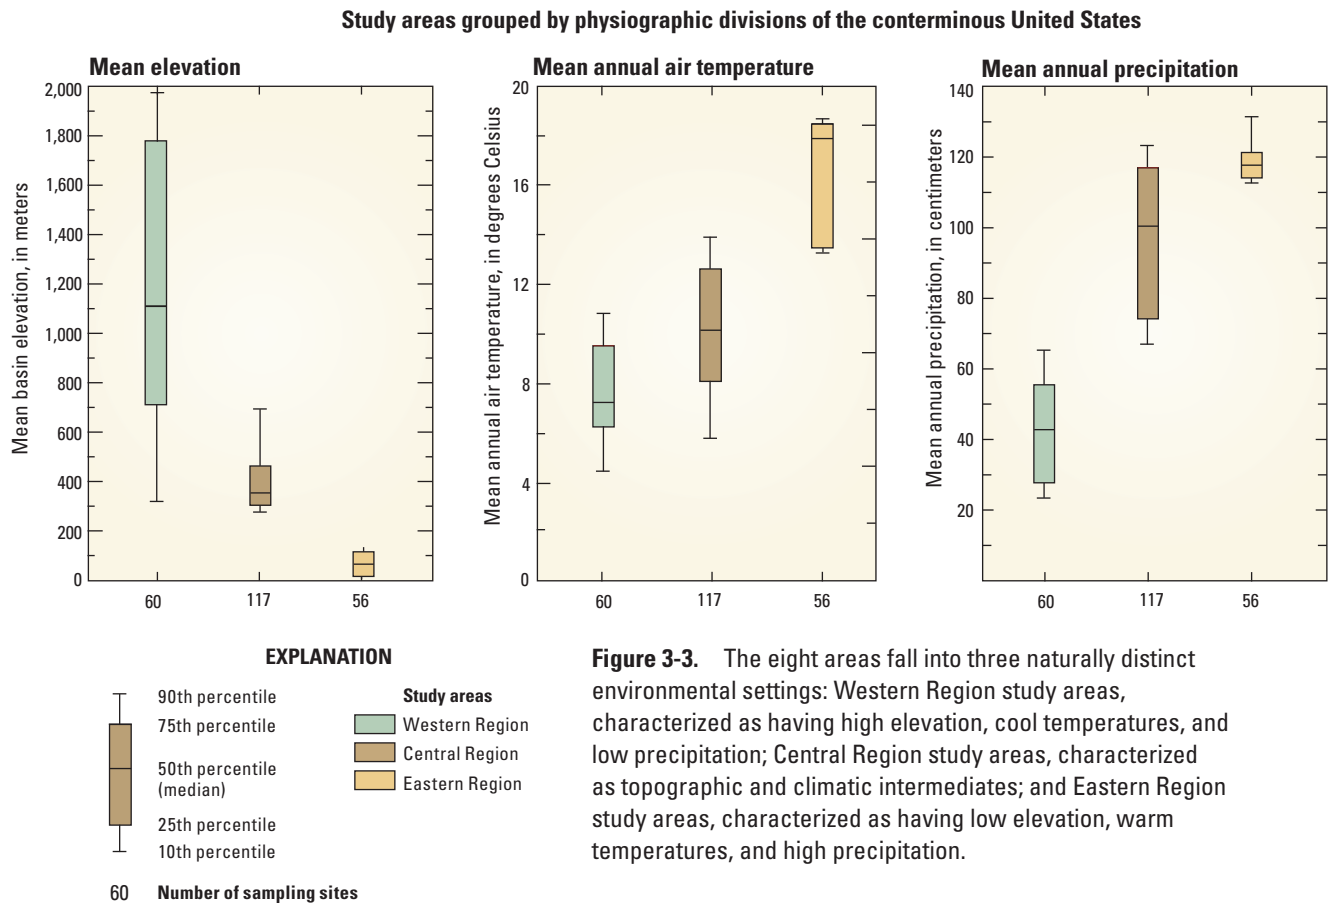 Study areas grouped by physiographic divisions of the conterminous United States
Mean elevation
Mean basin elevation, in meters
2,000
1,800
1,600
1,400
1,200
1,000
800
600
400
200
0
60
117
56
Mean annual air temperature
Mean annual air temperature, in degrees Celsius
20
16
12
8
4
0
60
117
56
Mean annual precipitation
Mean annual precipitation, in centimeters
140
120
100
80
60
40
20
60
117
56
EXPLANATION
90th percentile
75th percentile
50th percentile
(median)
25th percentile
10th percentile
60 Number of sampling sites
Study areas
Western Region
Central Region
Eastern Region
Figure 3-3. The eight areas fall into three naturally distinct
environmental settings: Western Region study areas,
characterized as having high elevation, cool temperatures, and
low precipitation; Central Region study areas, characterized
as topographic and climatic intermediates; and Eastern Region
study areas, characterized as having low elevation, warm
temperatures, and high precipitation.